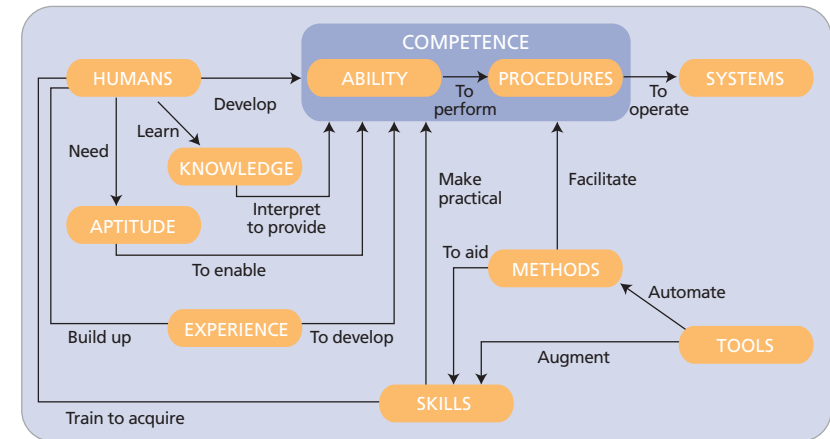 COMPETENCE
HUMANS
ABILITY
PROCEDURES
SYSTEMS
Develop
To
perform
To
operate
Learn
Need
KNOWLEDGE
Make
practical
Facilitate
Interpret
to provide
APTITUDE
To enable
To aid
METHODS
Automate
Build up
EXPERIENCE
To develop
TOOLS
Augment
SKILLS
Train to acquire